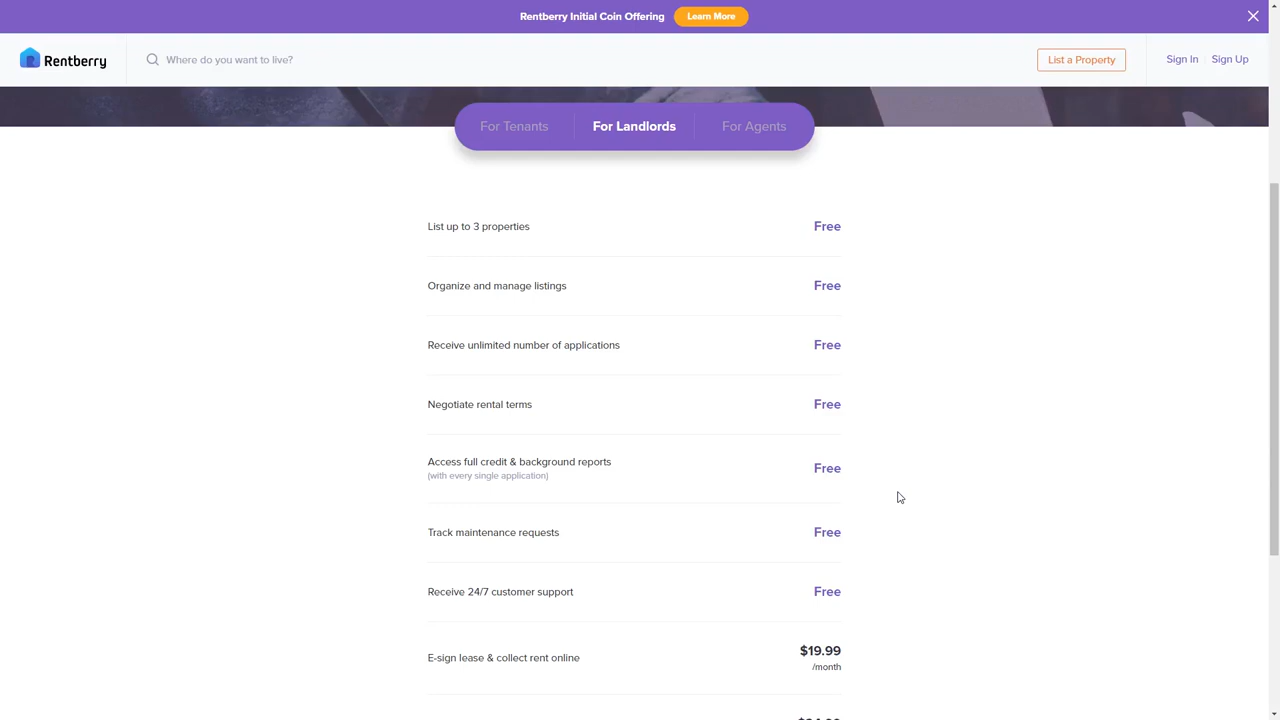 Rentberry Initial Coin Offering
Learn More
Rentberry
Where do you want to live?
List a Property
Sign In
Sign Up
For Tenants
For Landlords
For Agents
List up to 3 properties
Free
Organize and manage listings
Free
Receive unlimited number of applications
Free
Negotiate rental terms
Free
Access full credit & background reports
(with every single application)
Free
Track maintenance requests
Free
Receive 24/7 customer support
Free
E-sign lease & collect rent online
$19.99
/month